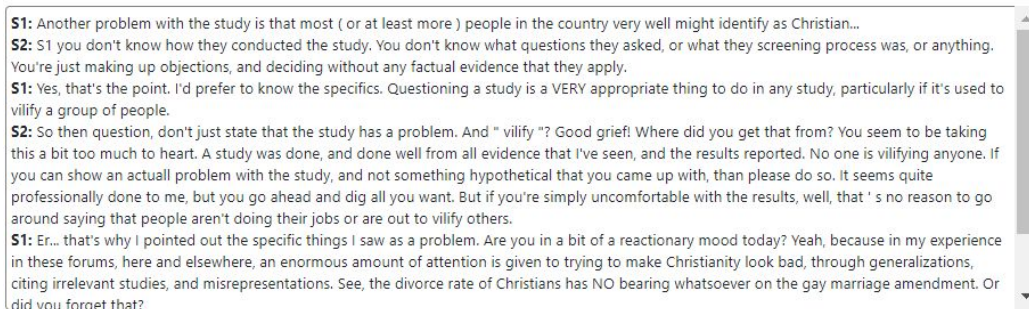 S1: Another problem with the study is that most ( or at least more ) people in the country very well might identify as Christian...
S2: S1 you don't know how they conducted the study. You don't know what questions they asked, or what they screening process was, or anything.
You're just making up objections, and deciding without any factual evidence that they apply.
S1: Yes, that's the point. I'd prefer to know the specifics. Questioning a study is a VERY appropriate thing to do in any study, particularly if it's used to
vilify a group of people.
S2: So then question, don't just state that the study has a problem. And " vilify "? Good grief! Where did you get that from? You seem to be taking
this a bit too much to heart. A study was done, and done well from all evidence that I've seen, and the results reported. No one is vilifying anyone. If
you can show an actuall problem with the study, and not something hypothetical that you came up with, than please do so. It seems quite
professionally done to me, but you go ahead and dig all you want. But if you're simply uncomfortable with the results, well, that ' s no reason to go
around saying that people aren't doing their jobs or are out to vilify others.
S1: Er... that's why I pointed out the specific things I saw as a problem. Are you in a bit of a reactionary mood today? Yeah, because in my experience
in these forums, here and elsewhere, an enormous amount of attention is given to trying to make Christianity look bad, through generalizations,
citing irrelevant studies, and misrepresentations. See, the divorce rate of Christians has NO bearing whatsoever on the gay marriage amendment. Or
did you forget that?